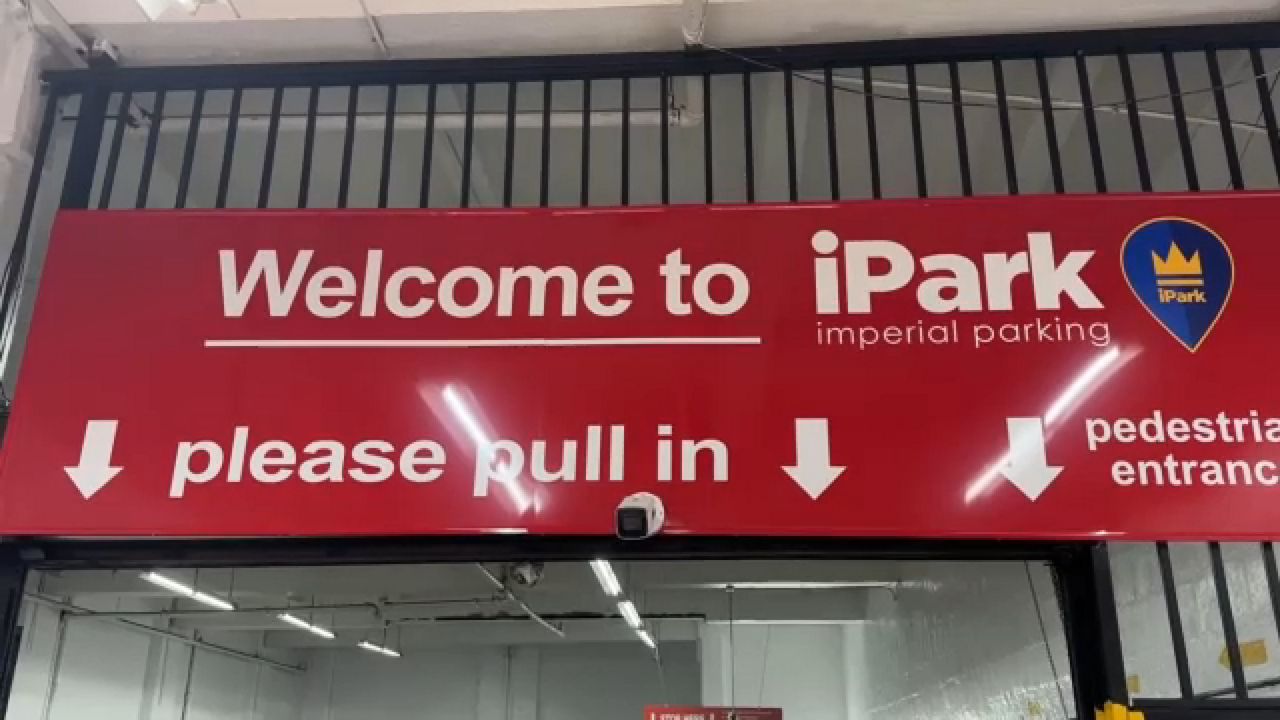 Welcome to iPark
imperial parking
iPark
please pull in
pedestria
entranc